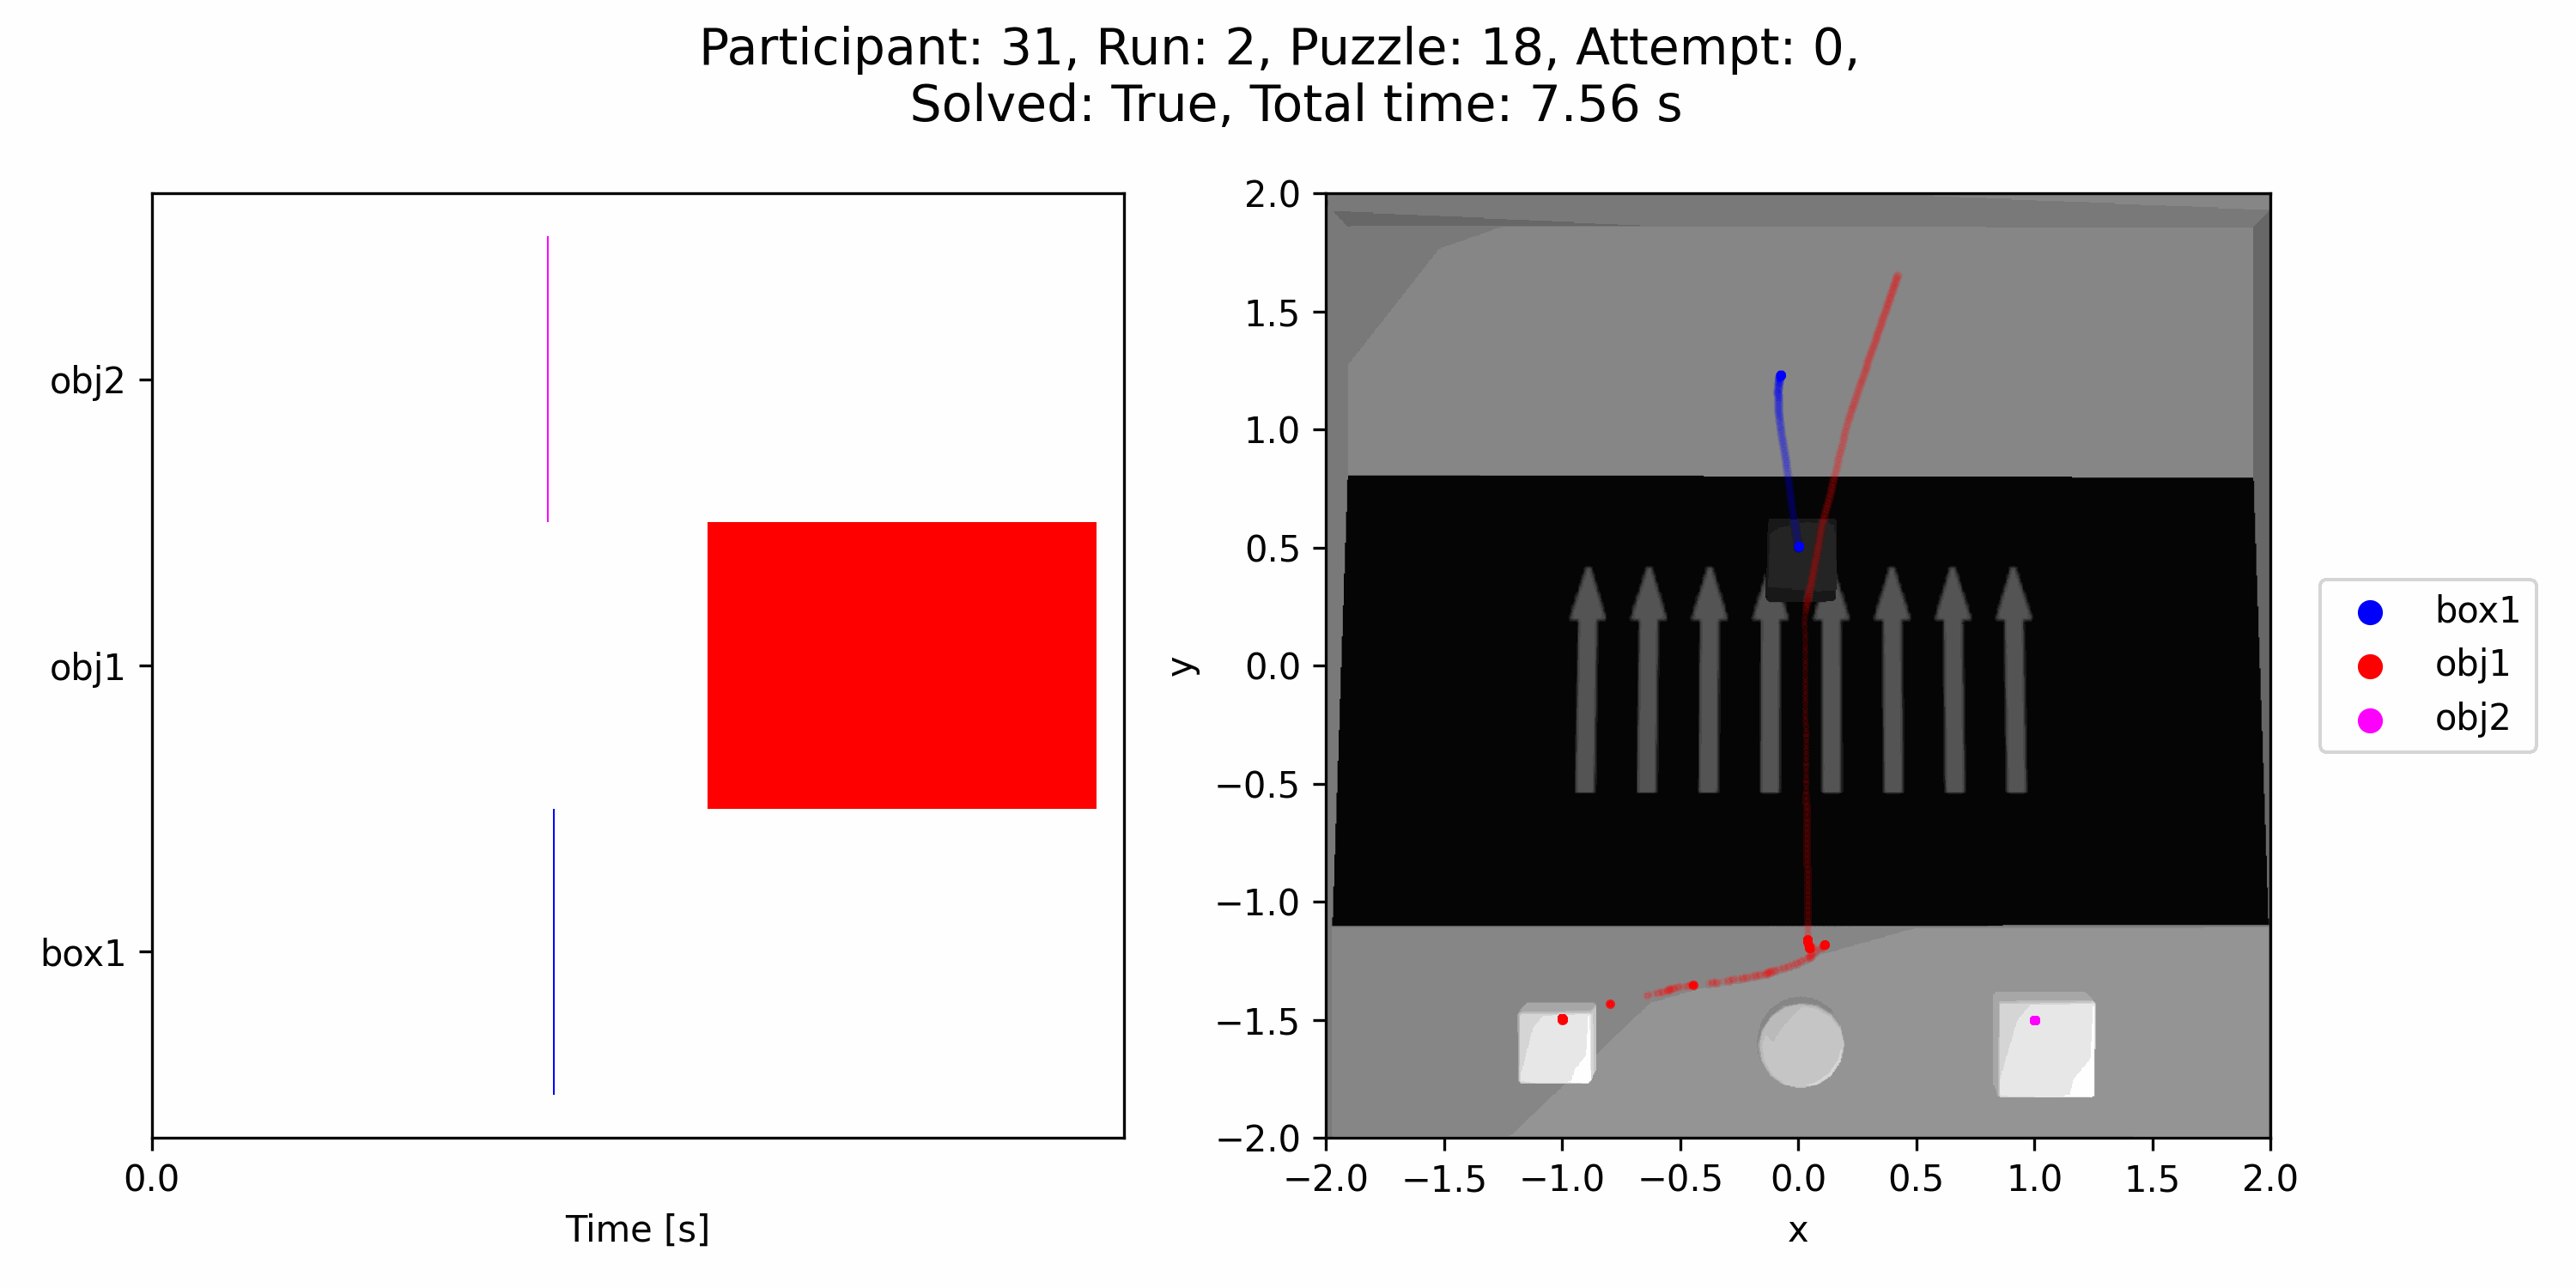 Participant: 31, Run: 2, Puzzle: 18, Attempt: 0,
Solved: True, Total time: 7.56 s
obj2
obj1
box1
0.0
Time [s]
2.0
1.5
1.0
0.5
0.0
−0.5
−1.0
−1.5
−2.0
y
−2.0 −1.5 −1.0 −0.5 0.0 0.5 1.0 1.5 2.0
x
box1
obj1
obj2